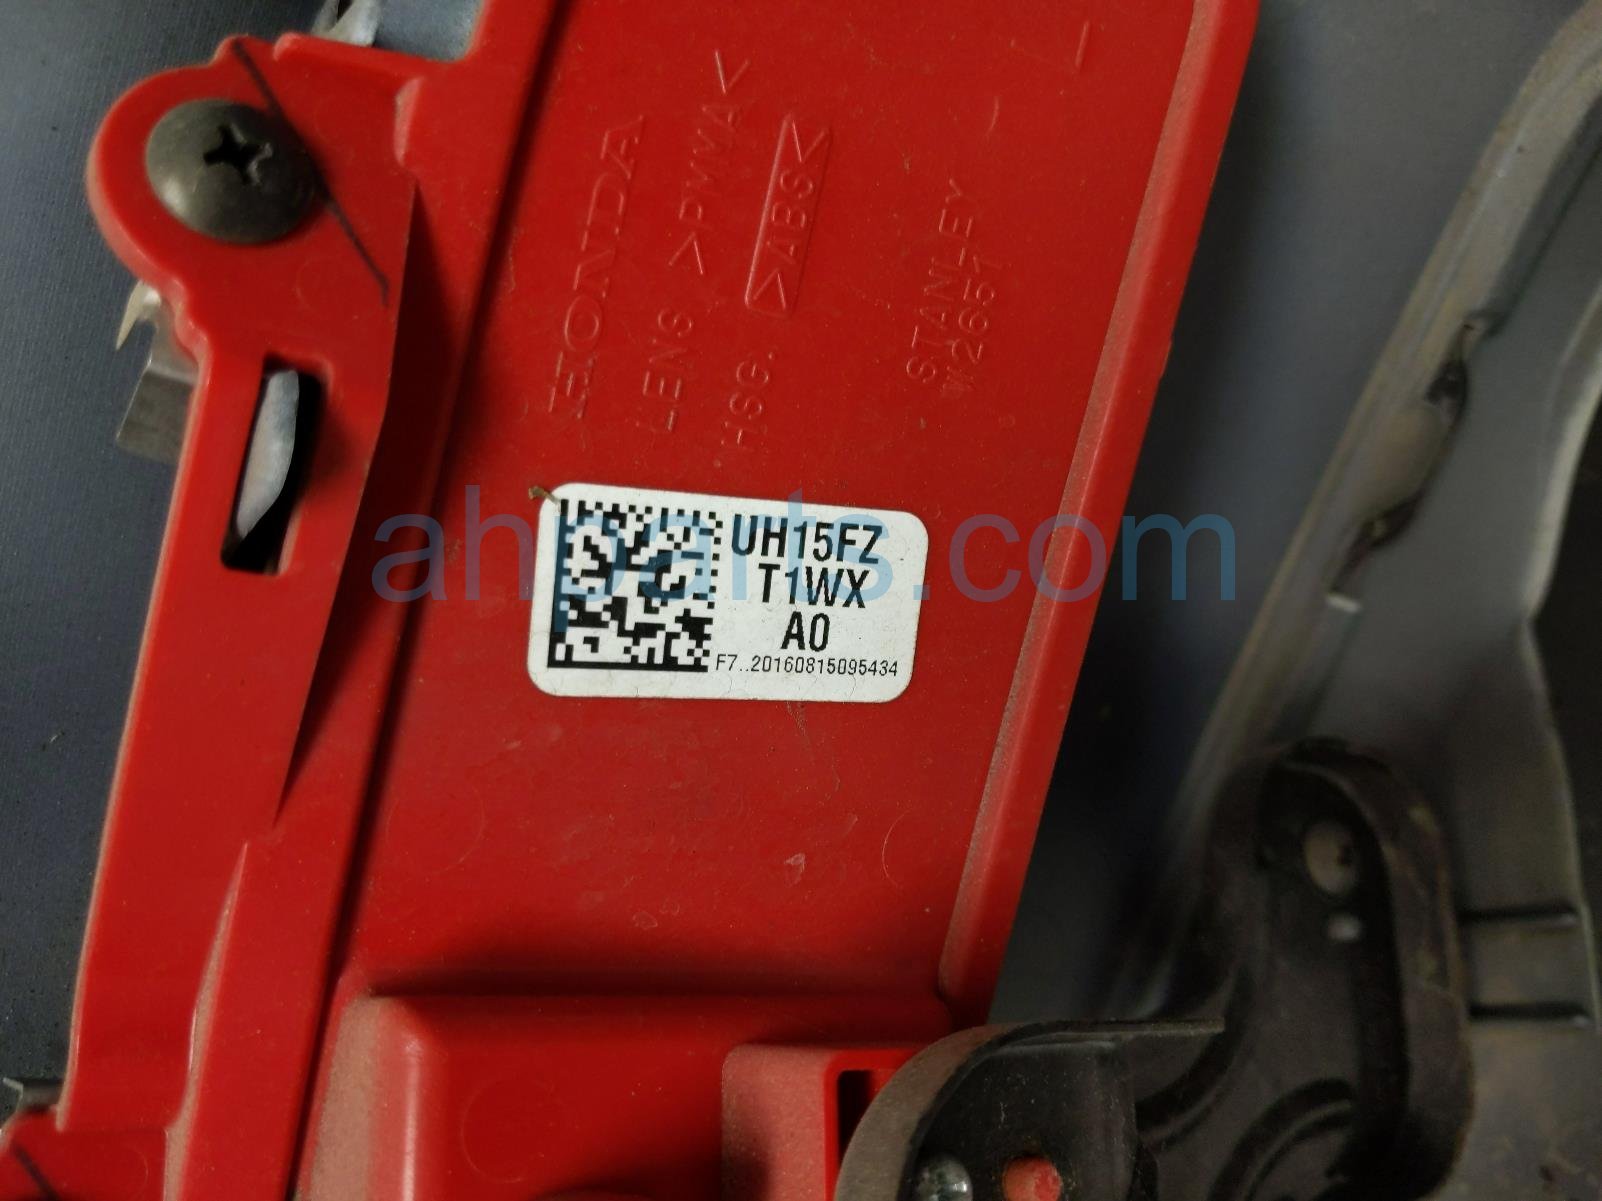 HONDA
LENS >PMMA<
HSG. >ABS<
STANLEY
W2651
UH15FZ
T1WX
A0
F7..20160815095434
ahparts.com